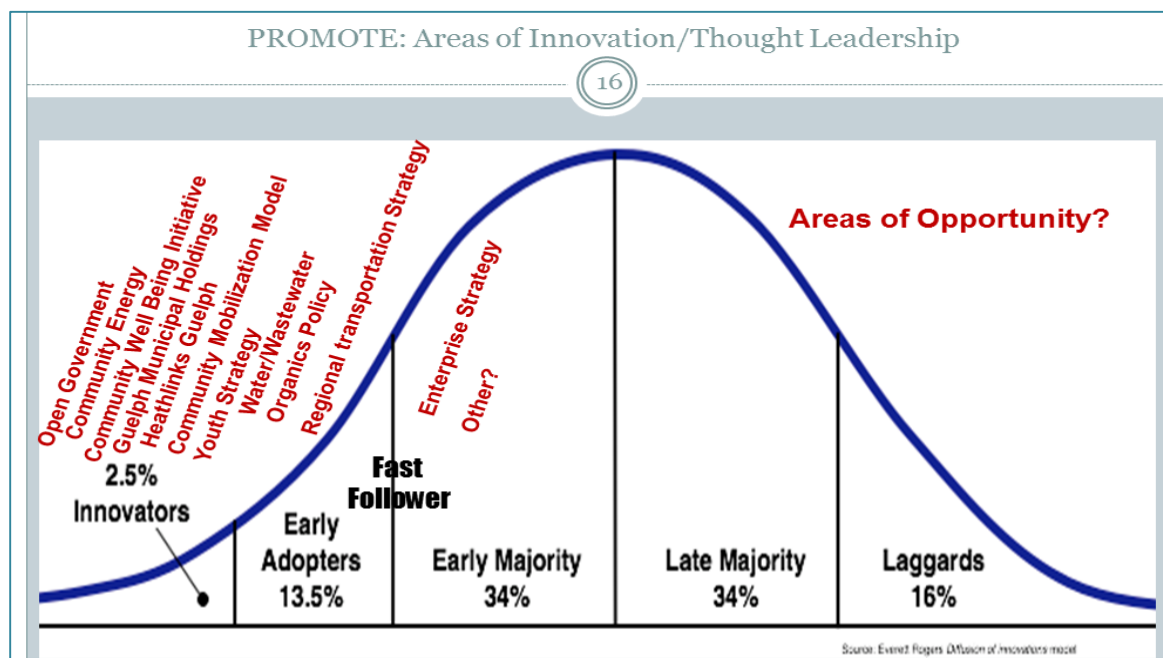 PROMOTE: Areas of Innovation/Thought Leadership
16
Open Government
Community Energy
Community Well Being Initiative
Guelph Municipal Holdings
Heathlinks Guelph
Community Mobilization Model
Youth Strategy
Water/Wastewater
Organics Policy
Regional transportation Strategy
Enterprise Strategy
Other?
Areas of Opportunity?
2.5%
Innovators
Fast
Follower
Early
Adopters
13.5%
Early Majority
34%
Late Majority
34%
Laggards
16%
Source: Everett Rogers Diffusion of innovations model